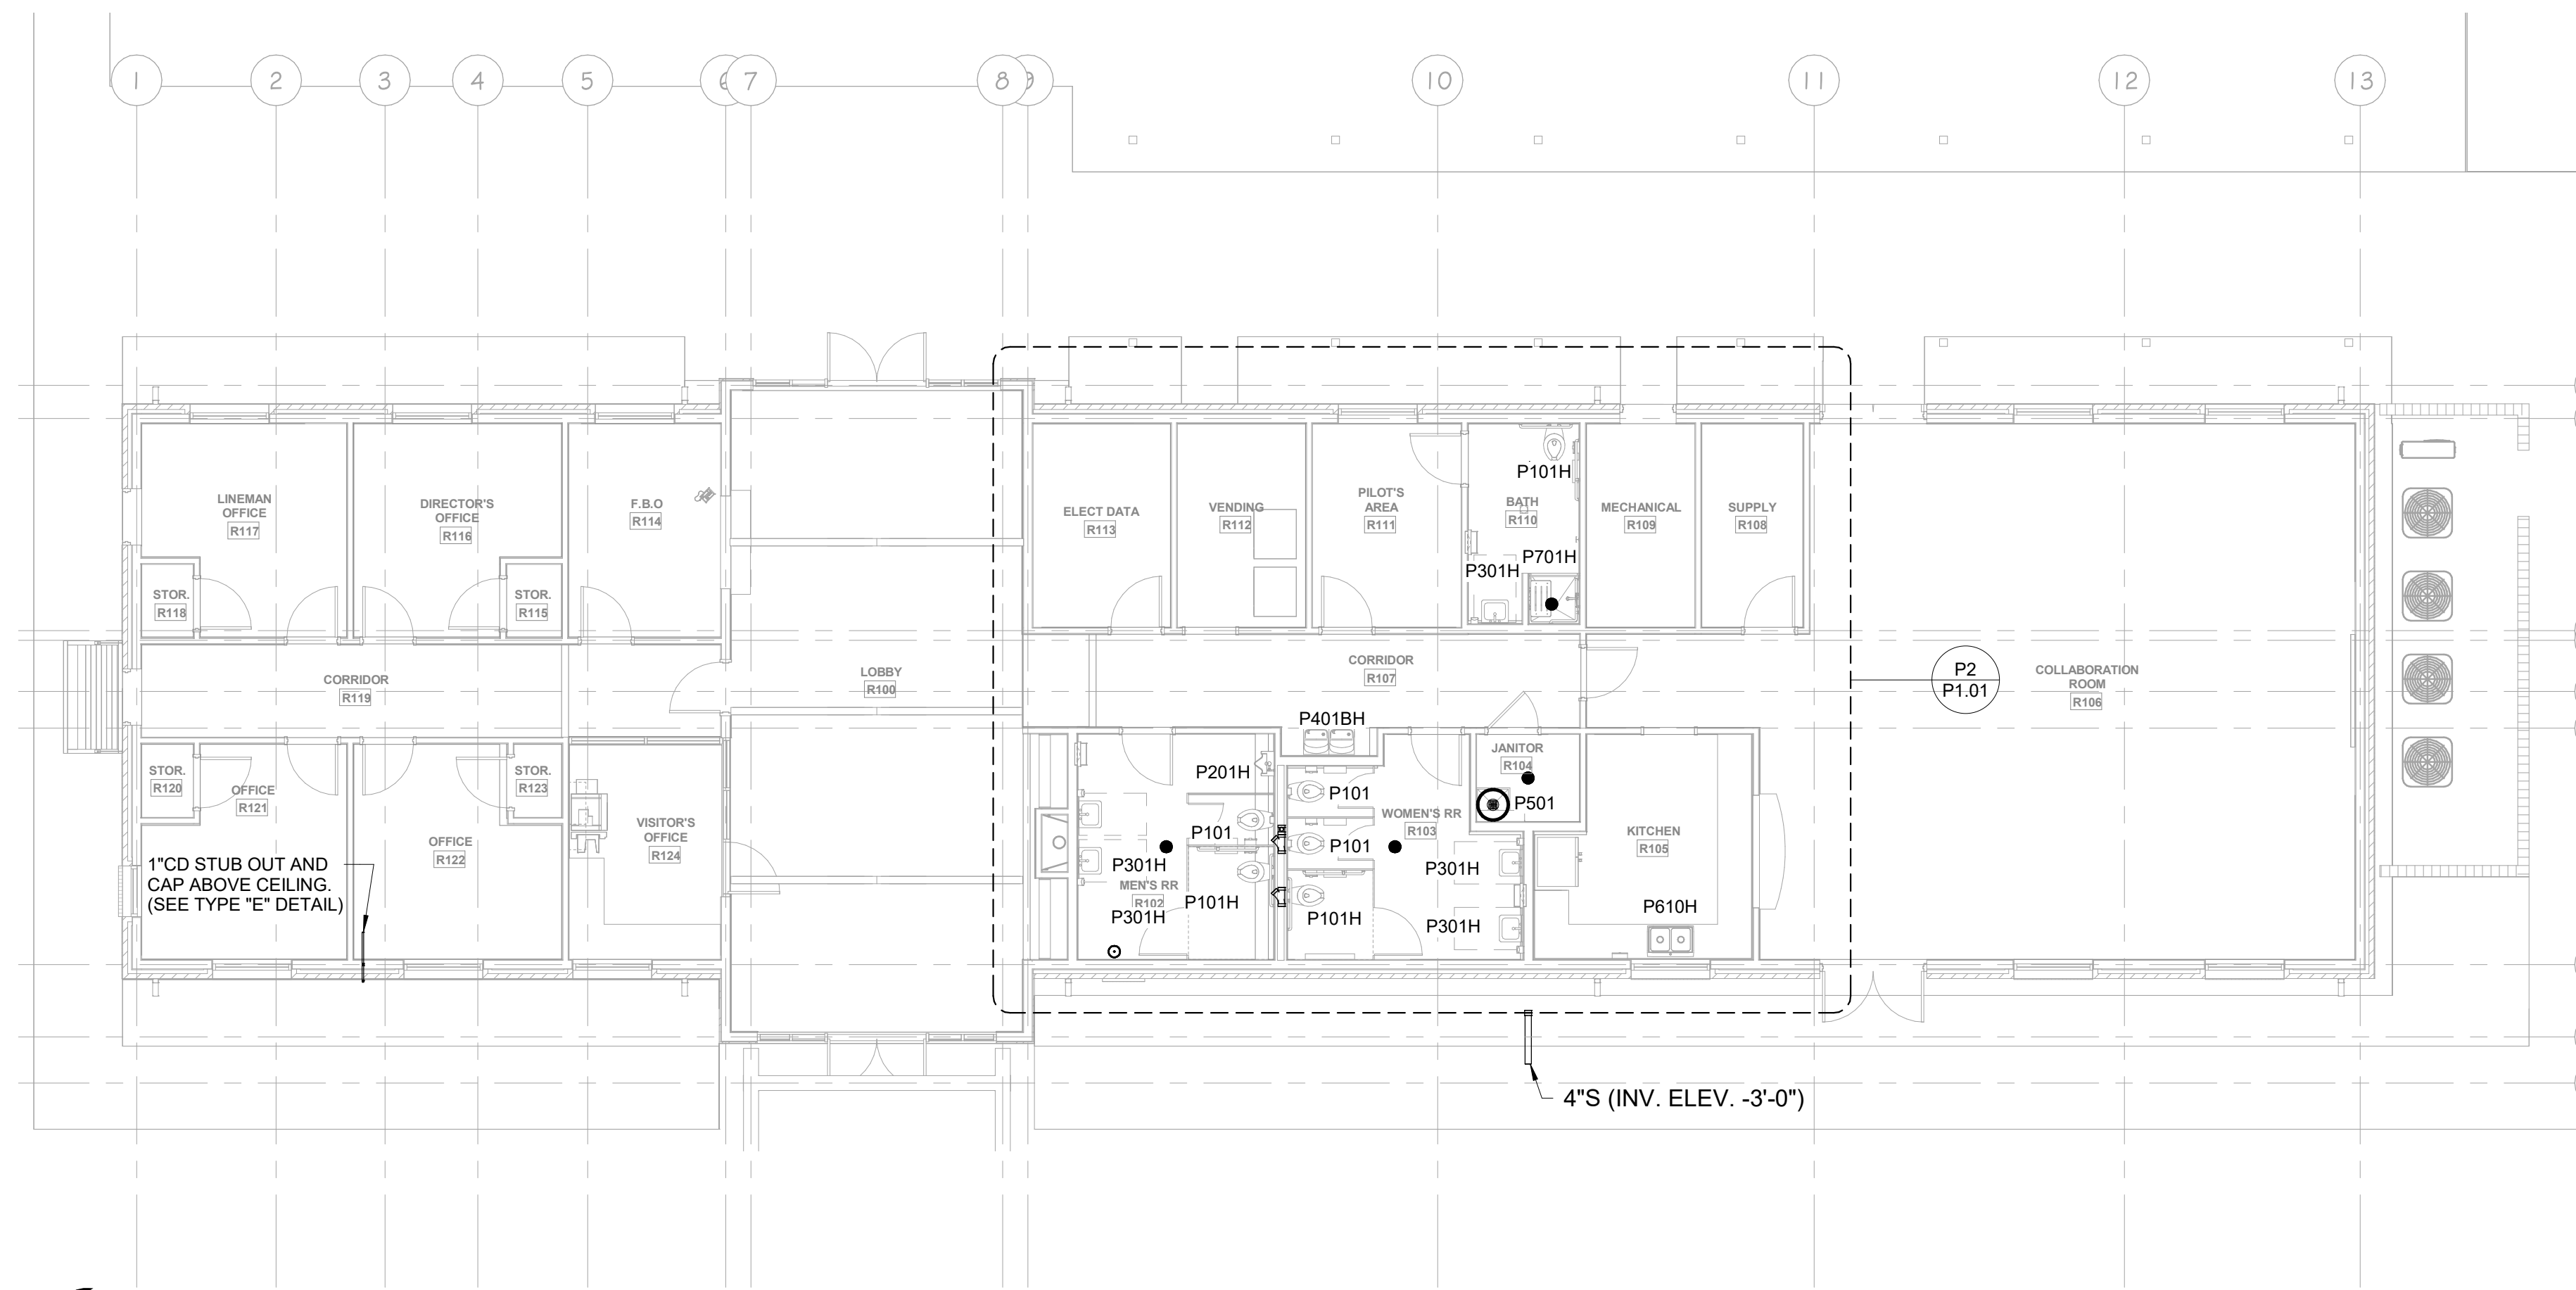 1
2
3
4
5
6
7
8
9
10
11
12
13
LINEMAN
OFFICE
R117
DIRECTOR'S
OFFICE
R116
F.B.O
R114
STOR.
R118
STOR.
R115
ELECT DATA
R113
VENDING
R112
PILOT'S
AREA
R111
P101H
BATH
R110
P701H
P301H
MECHANICAL
R109
SUPPLY
R108
CORRIDOR
R119
LOBBY
R100
CORRIDOR
R107
P2
P1.01
COLLABORATION
ROOM
R106
P401BH
STOR.
R120
OFFICE
R121
STOR.
R123
OFFICE
R122
VISITOR'S
OFFICE
R124
1"CD STUB OUT AND
CAP ABOVE CEILING.
(SEE TYPE "E" DETAIL)
P201H
P101
P301H
MEN'S RR
R102
P301H
P101H
P101
P101
P101H
WOMEN'S RR
R103
P301H
P301H
JANITOR
R104
P501
KITCHEN
R105
P610H
4"S (INV. ELEV. -3'-0")